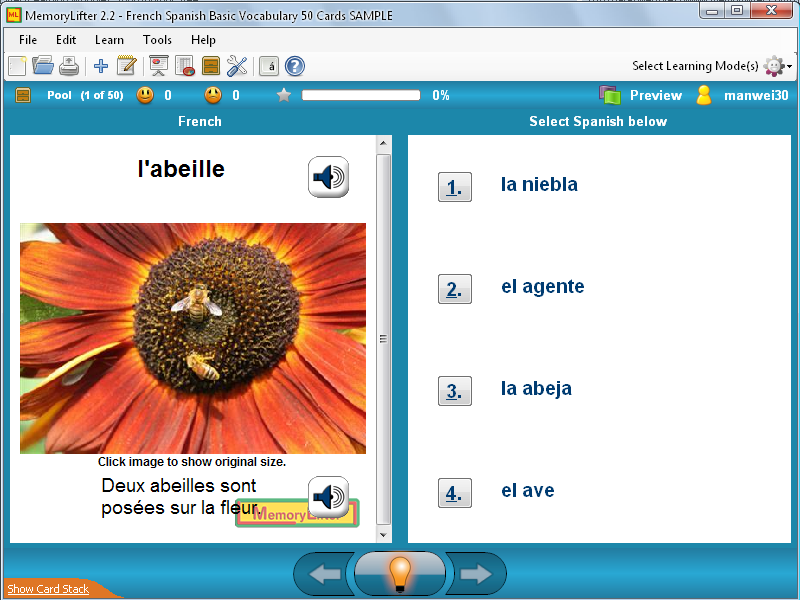 MemoryLifter 2.2 - French Spanish Basic Vocabulary 50 Cards SAMPLE
File Edit Learn Tools Help
á ? Select Learning Mode(s)
Pool (1 of 50) 0 0 0% Preview manwei30
French
Select Spanish below
l'abeille
Click image to show original size.
Deux abeilles sont
posées sur la fleur.
MemoryLifter
1. la niebla
2. el agente
3. la abeja
4. el ave
Show Card Stack